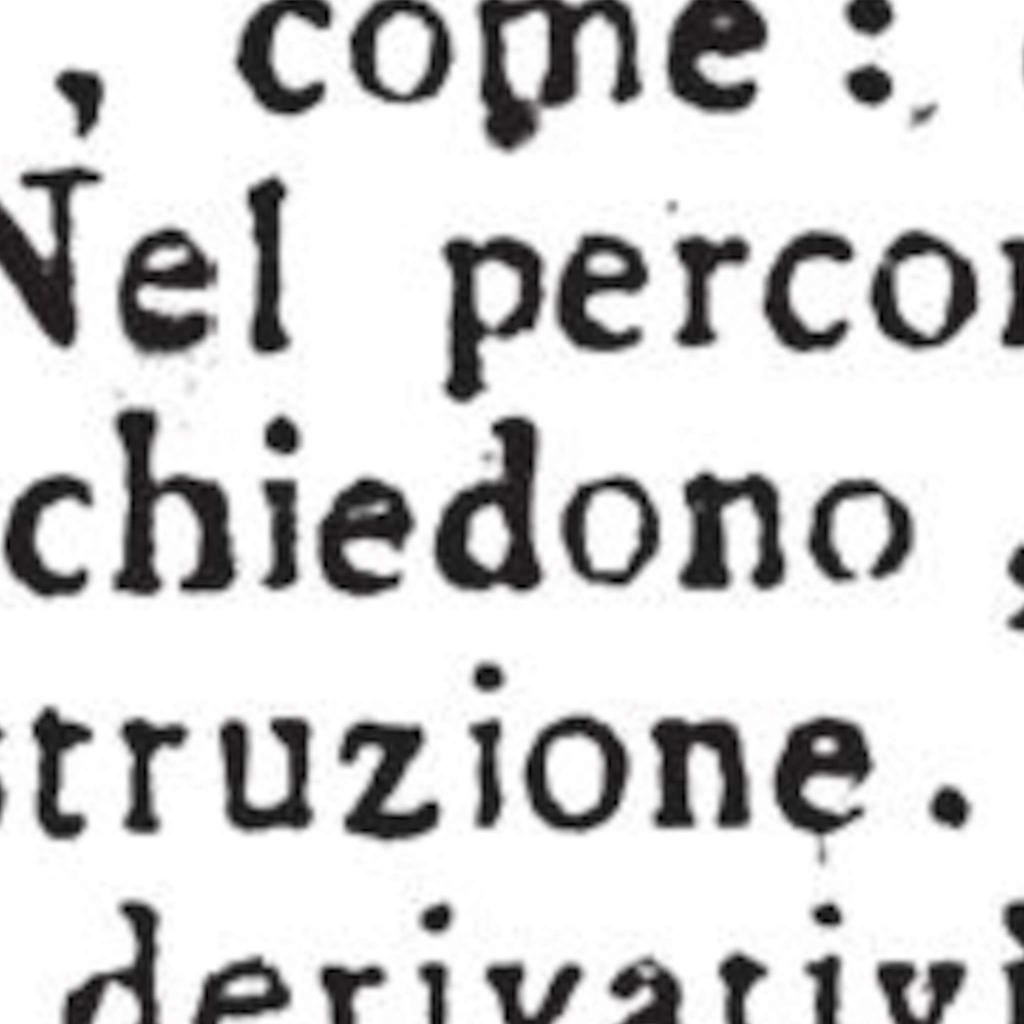 , come :
Nel percor
chiedono ,
struzione.
derivativi